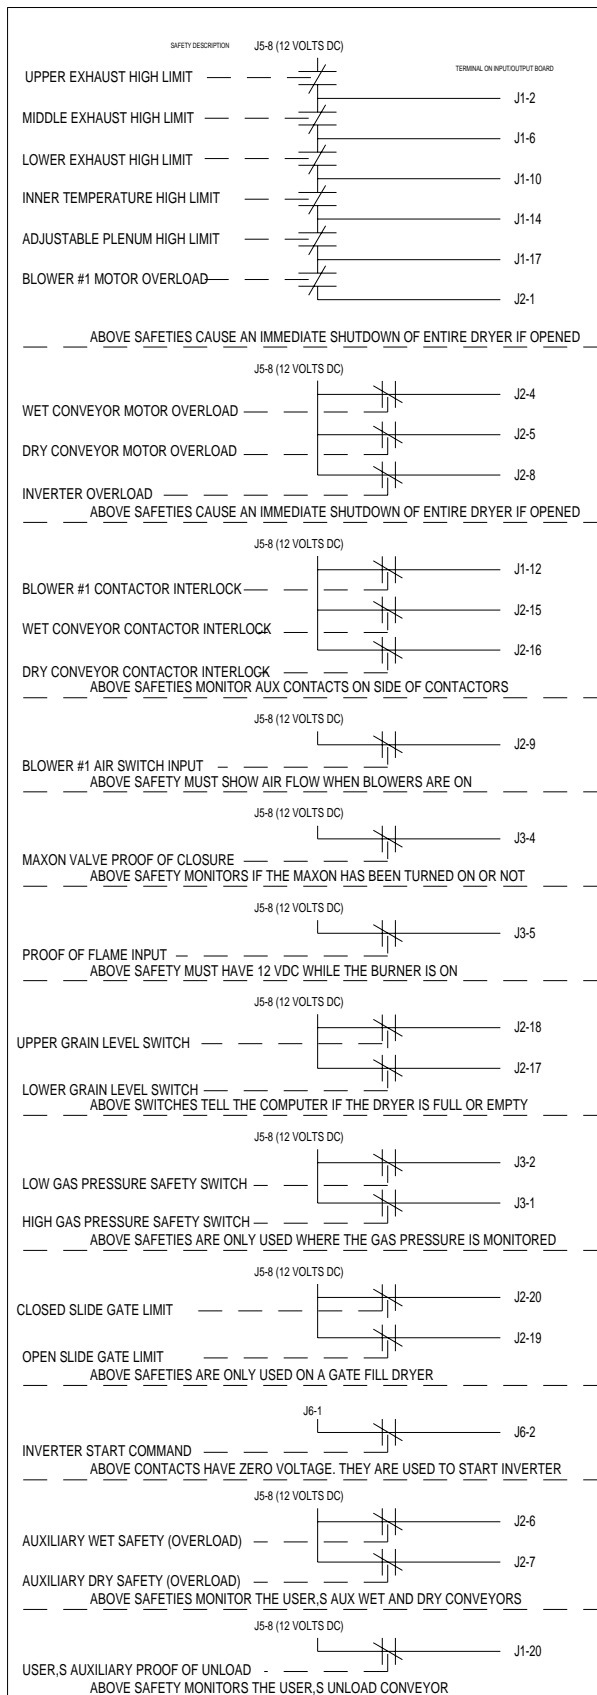 SAFETY DESCRIPTION J5-8 (12 VOLTS DC)
TERMINAL ON INPUT/OUTPUT BOARD
UPPER EXHAUST HIGH LIMIT
J1-2
MIDDLE EXHAUST HIGH LIMIT
J1-6
LOWER EXHAUST HIGH LIMIT
J1-10
INNER TEMPERATURE HIGH LIMIT
J1-14
ADJUSTABLE PLENUM HIGH LIMIT
J1-17
BLOWER #1 MOTOR OVERLOAD
J2-1
ABOVE SAFETIES CAUSE AN IMMEDIATE SHUTDOWN OF ENTIRE DRYER IF OPENED
J5-8 (12 VOLTS DC)
J2-4
WET CONVEYOR MOTOR OVERLOAD
J2-5
DRY CONVEYOR MOTOR OVERLOAD
J2-8
INVERTER OVERLOAD
ABOVE SAFETIES CAUSE AN IMMEDIATE SHUTDOWN OF ENTIRE DRYER IF OPENED
J5-8 (12 VOLTS DC)
J1-12
BLOWER #1 CONTACTOR INTERLOCK
J2-15
WET CONVEYOR CONTACTOR INTERLOCK
J2-16
DRY CONVEYOR CONTACTOR INTERLOCK
ABOVE SAFETIES MONITOR AUX CONTACTS ON SIDE OF CONTACTORS
J5-8 (12 VOLTS DC)
J2-9
BLOWER #1 AIR SWITCH INPUT
ABOVE SAFETY MUST SHOW AIR FLOW WHEN BLOWERS ARE ON
J5-8 (12 VOLTS DC)
J3-4
MAXON VALVE PROOF OF CLOSURE
ABOVE SAFETY MONITORS IF THE MAXON HAS BEEN TURNED ON OR NOT
J5-8 (12 VOLTS DC)
J3-5
PROOF OF FLAME INPUT
ABOVE SAFETY MUST HAVE 12 VDC WHILE THE BURNER IS ON
J5-8 (12 VOLTS DC)
J2-18
UPPER GRAIN LEVEL SWITCH
J2-17
LOWER GRAIN LEVEL SWITCH
ABOVE SWITCHES TELL THE COMPUTER IF THE DRYER IS FULL OR EMPTY
J5-8 (12 VOLTS DC)
J3-2
LOW GAS PRESSURE SAFETY SWITCH
J3-1
HIGH GAS PRESSURE SAFETY SWITCH
ABOVE SAFETIES ARE ONLY USED WHERE THE GAS PRESSURE IS MONITORED
J5-8 (12 VOLTS DC)
J2-20
CLOSED SLIDE GATE LIMIT
J2-19
OPEN SLIDE GATE LIMIT
ABOVE SAFETIES ARE ONLY USED ON A GATE FILL DRYER
J6-1
J6-2
INVERTER START COMMAND
ABOVE CONTACTS HAVE ZERO VOLTAGE. THEY ARE USED TO START INVERTER
J5-8 (12 VOLTS DC)
J2-6
AUXILIARY WET SAFETY (OVERLOAD)
J2-7
AUXILIARY DRY SAFETY (OVERLOAD)
ABOVE SAFETIES MONITOR THE USER,S AUX WET AND DRY CONVEYORS
J5-8 (12 VOLTS DC)
J1-20
USER,S AUXILIARY PROOF OF UNLOAD
ABOVE SAFETY MONITORS THE USER,S UNLOAD CONVEYOR